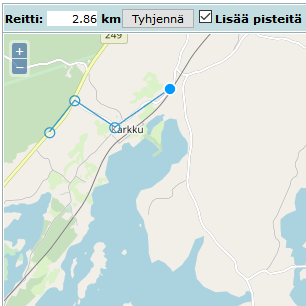 Reitti: 2.86 km Tyhjennä Lisää pisteitä
+
249
–
Karkku